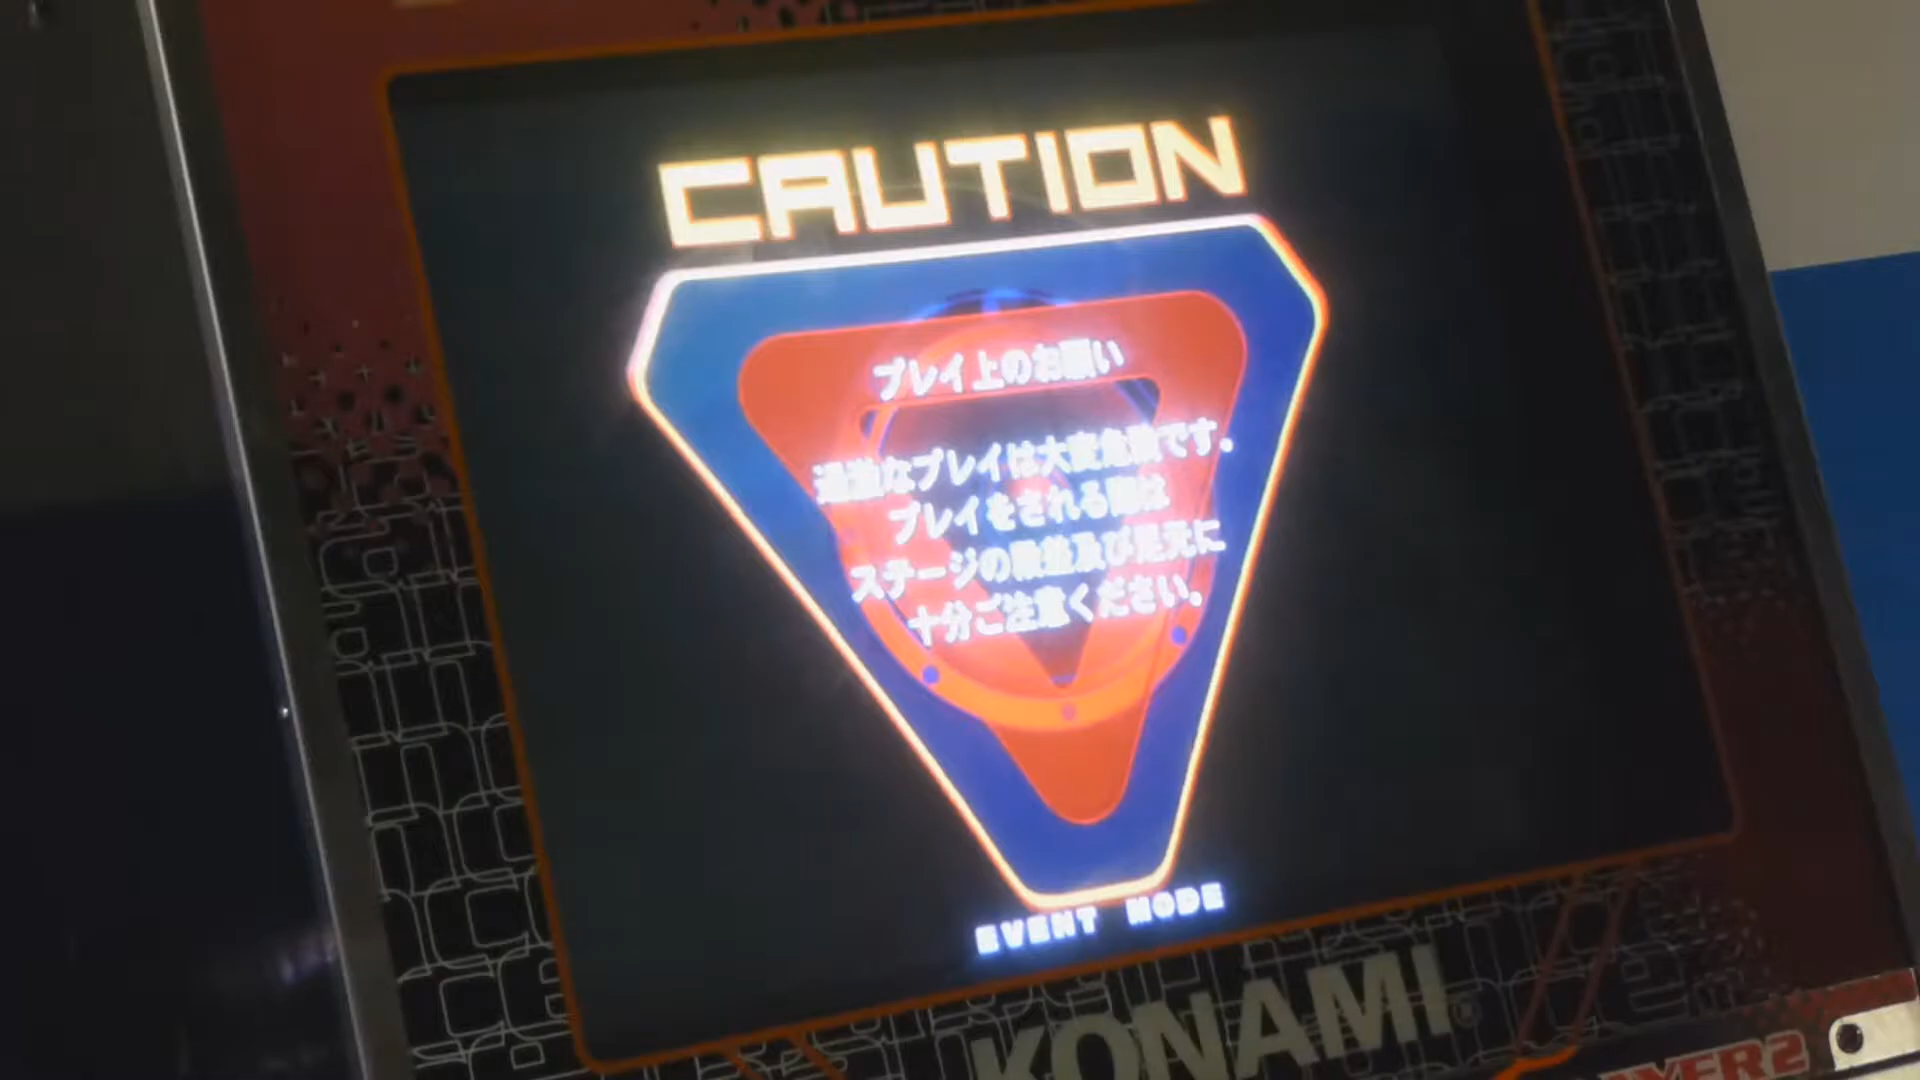 CAUTION
プレイ上のお願い
過激なプレイは大変危険です。
プレイをされる際は
ステージの段差及び足元に
十分ご注意ください。
EVENT MODE
KONAMI
PLAYER2